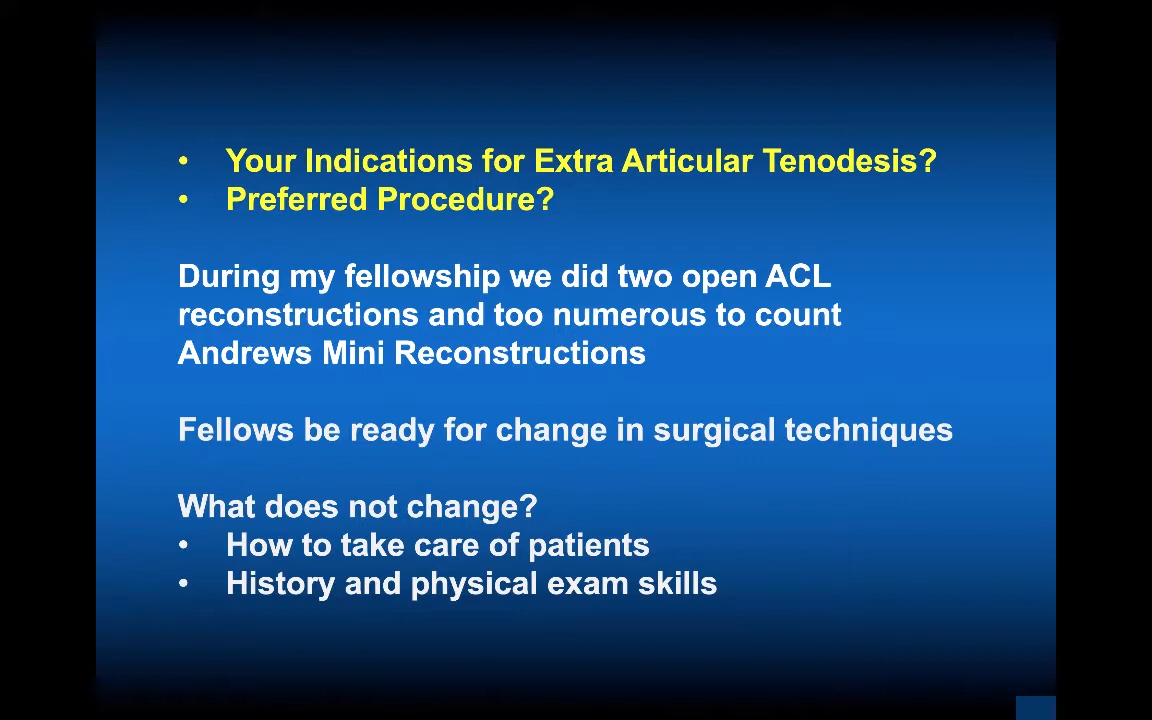 • Your Indications for Extra Articular Tenodesis?
• Preferred Procedure?
During my fellowship we did two open ACL
reconstructions and too numerous to count
Andrews Mini Reconstructions
Fellows be ready for change in surgical techniques
What does not change?
• How to take care of patients
• History and physical exam skills